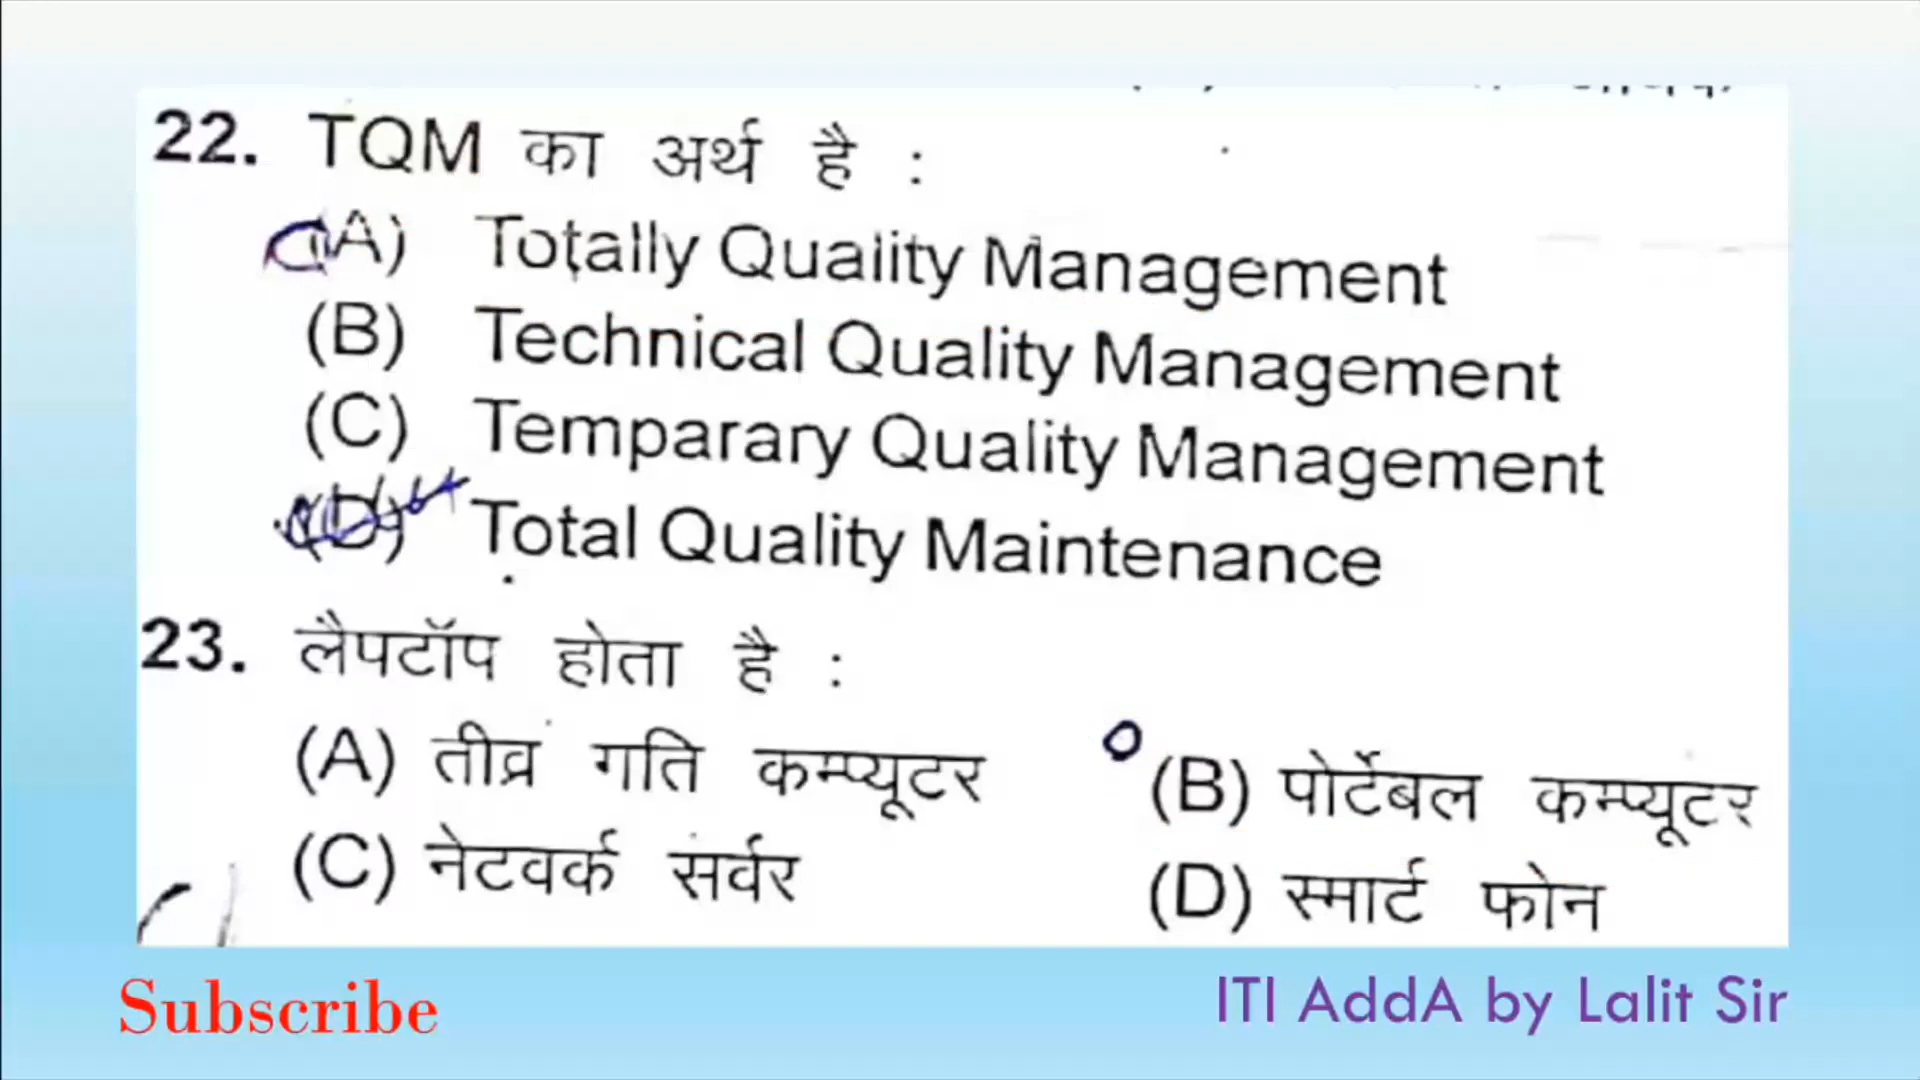 22. TQM का अर्थ है :
(A) Totally Quality Management
(B) Technical Quality Management
(C) Temparary Quality Management
(D) Total Quality Maintenance
23. लैपटॉप होता है :
(A) तीव्र गति कम्प्यूटर (B) पोर्टेबल कम्प्यूटर
(C) नेटवर्क सर्वर (D) स्मार्ट फोन
Subscribe ITI AddA by Lalit Sir